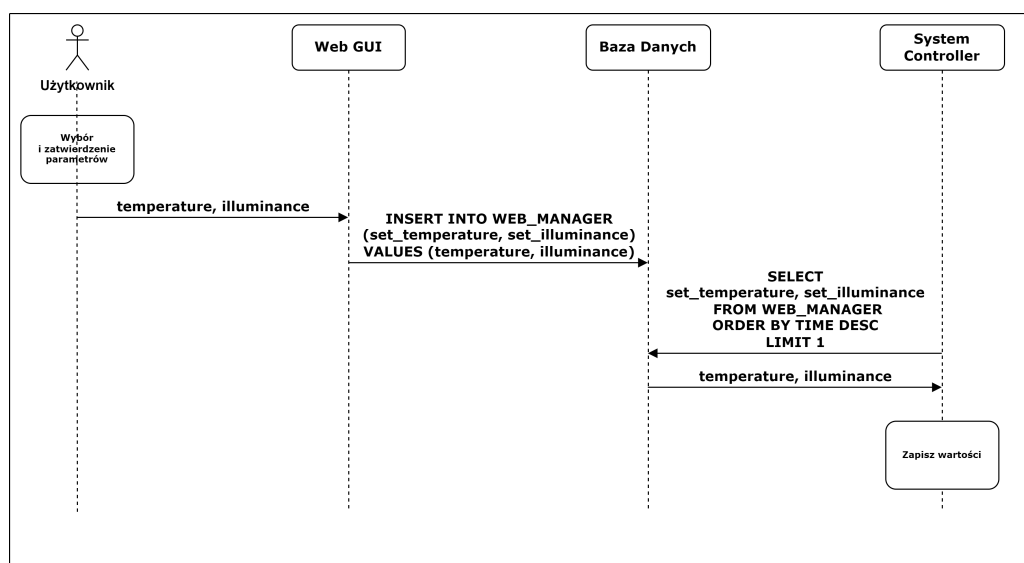 Użytkownik
Web GUI
Baza Danych
System
Controller
Wybór
i zatwierdzenie
parametrów
temperature, illuminance
INSERT INTO WEB_MANAGER
(set_temperature, set_illuminance)
VALUES (temperature, illuminance)
SELECT
set_temperature, set_illuminance
FROM WEB_MANAGER
ORDER BY TIME DESC
LIMIT 1
temperature, illuminance
Zapisz wartości